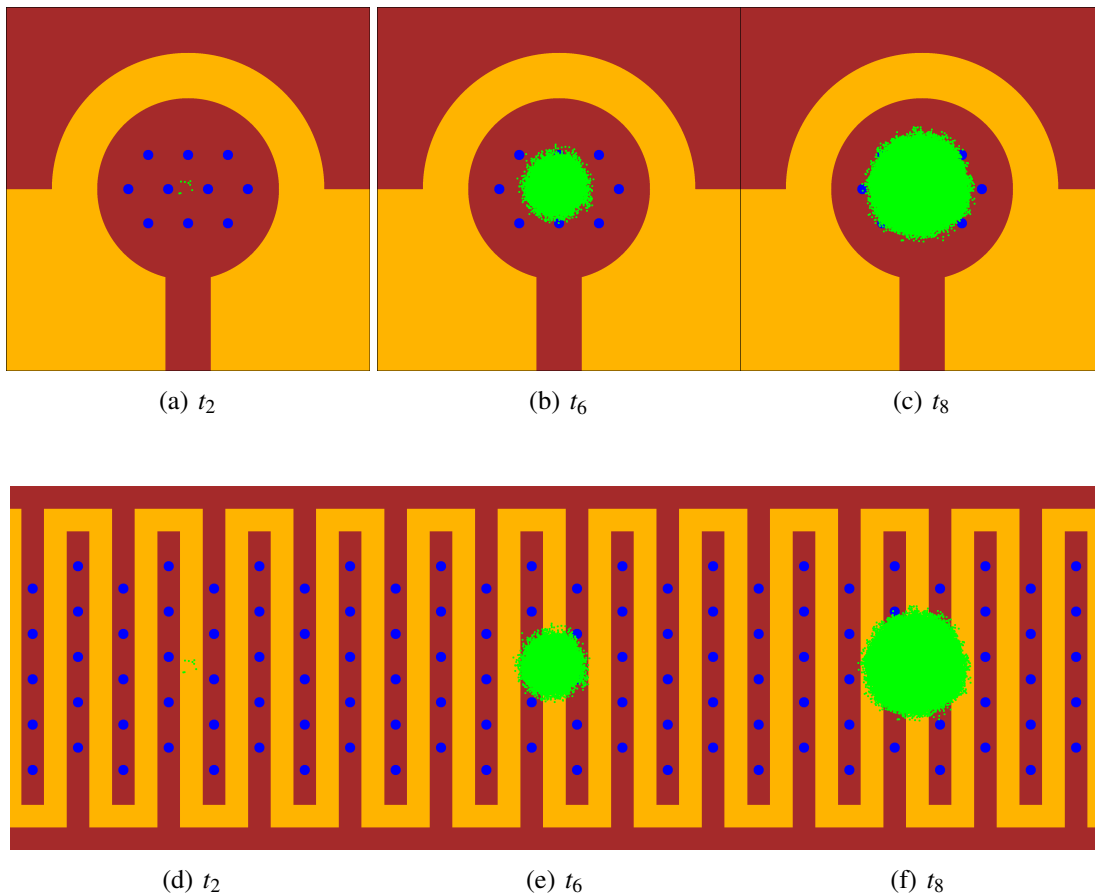 (a) t₂
(b) t₆
(c) t₈
(d) t₂
(e) t₆
(f) t₈